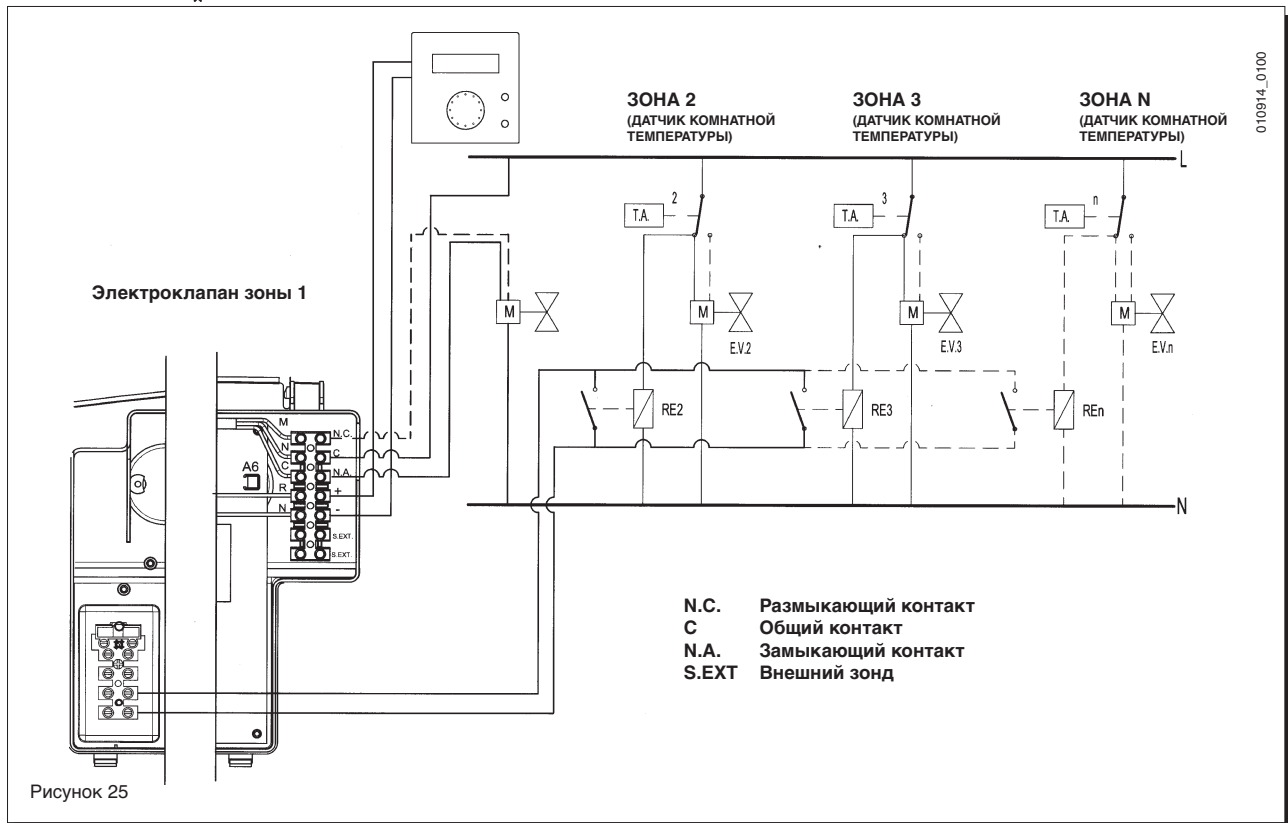 010914_0100
ЗОНА 2
(ДАТЧИК КОМНАТНОЙ
ТЕМПЕРАТУРЫ)
ЗОНА 3
(ДАТЧИК КОМНАТНОЙ
ТЕМПЕРАТУРЫ)
ЗОНА N
(ДАТЧИК КОМНАТНОЙ
ТЕМПЕРАТУРЫ)
L
2
T.A.
3
T.A.
n
T.A.
Электроклапан зоны 1
M
M
E.V.2
M
E.V.3
M
E.V.n
RE2
RE3
REn
M
N
C
R
N
A6
N.C.
C
N.A.
+
-
S.EXT.
S.EXT.
N
N.C. Размыкающий контакт
C Общий контакт
N.A. Замыкающий контакт
S.EXT Внешний зонд
Рисунок 25